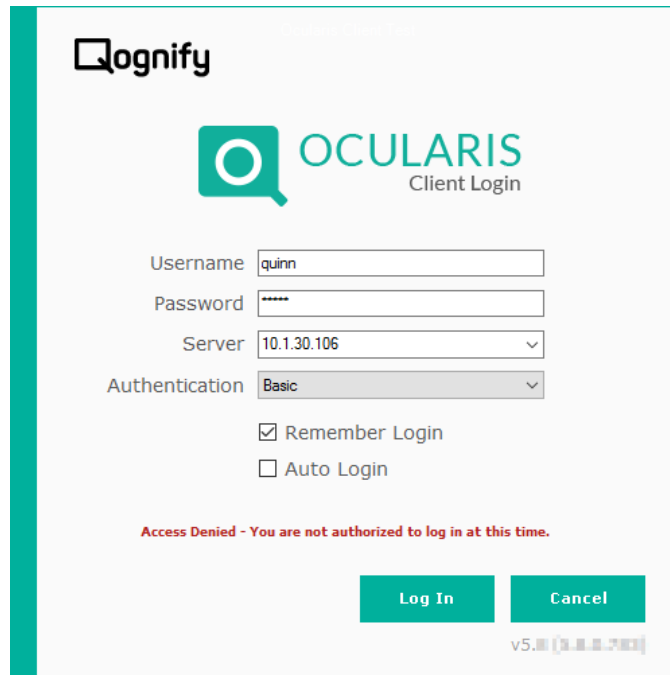 Qognify
OCULARIS
Client Login
Username quinn
Password *****
Server 10.1.30.106
Authentication Basic
Remember Login
Auto Login
Access Denied - You are not authorized to log in at this time.
Log In Cancel